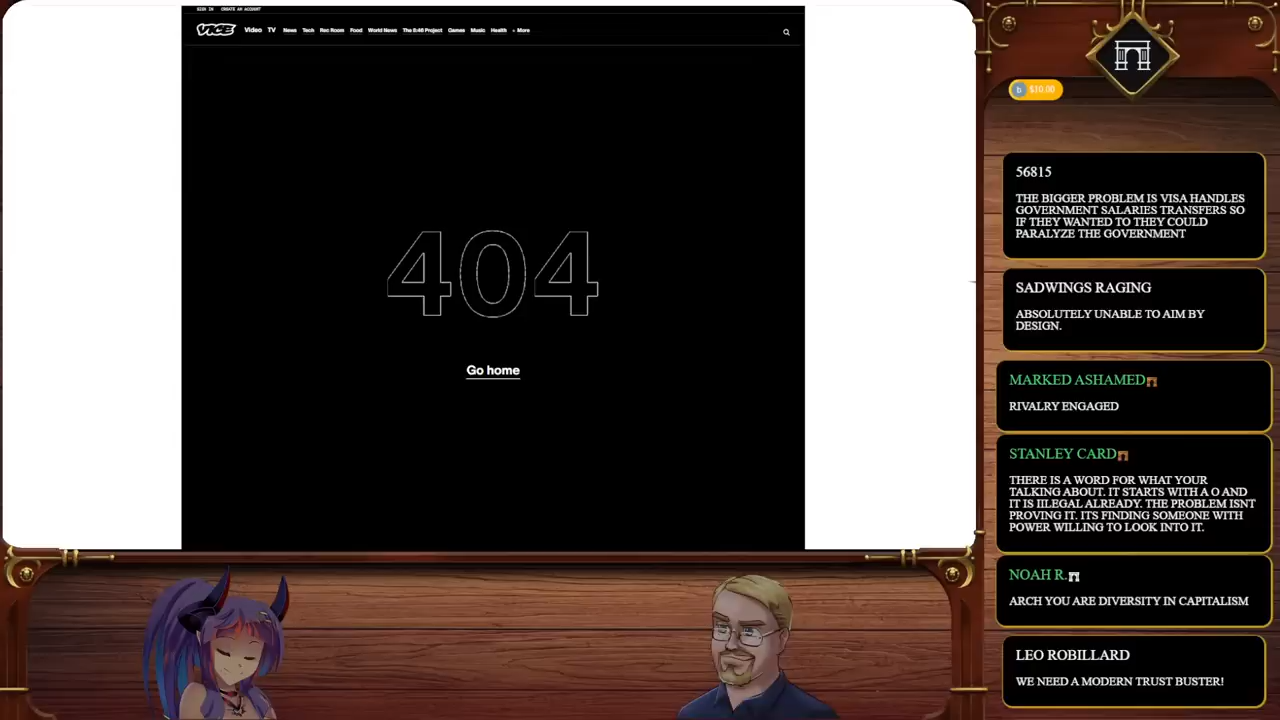 SIGN IN CREATE AN ACCOUNT
VICE Video TV News Tech Rec Room Food World News The 8:46 Project Games Music Health + More
404
Go home
b $10.00
56815
THE BIGGER PROBLEM IS VISA HANDLES
GOVERNMENT SALARIES TRANSFERS SO
IF THEY WANTED TO THEY COULD
PARALYZE THE GOVERNMENT
SADWINGS RAGING
ABSOLUTELY UNABLE TO AIM BY
DESIGN.
MARKED ASHAMED
RIVALRY ENGAGED
STANLEY CARD
THERE IS A WORD FOR WHAT YOUR
TALKING ABOUT. IT STARTS WITH A O AND
IT IS IILEGAL ALREADY. THE PROBLEM ISNT
PROVING IT. ITS FINDING SOMEONE WITH
POWER WILLING TO LOOK INTO IT.
NOAH R.
ARCH YOU ARE DIVERSITY IN CAPITALISM
LEO ROBILLARD
WE NEED A MODERN TRUST BUSTER!